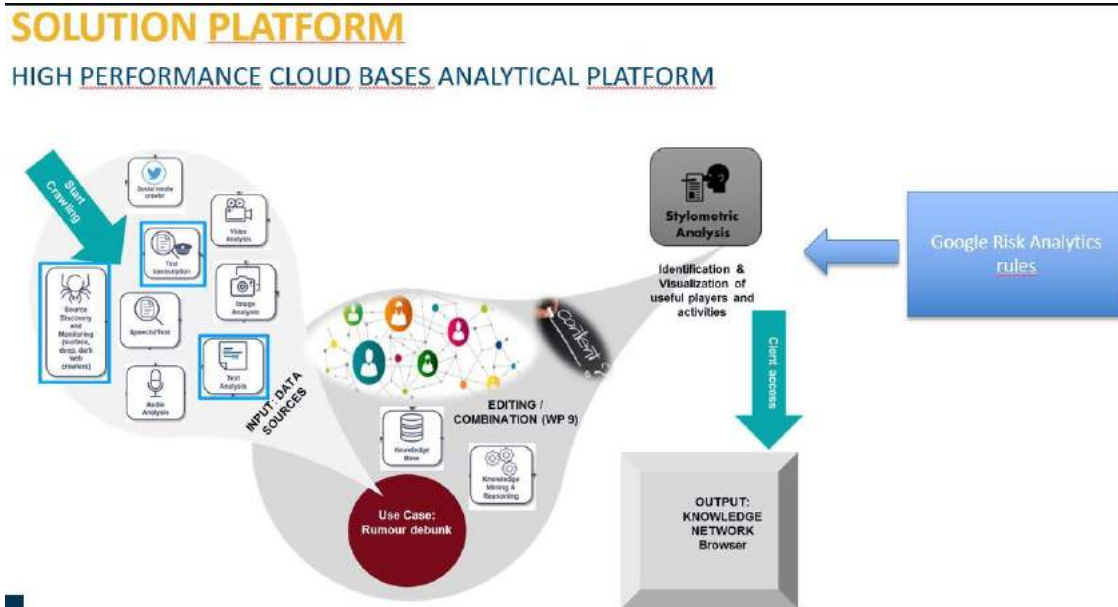 SOLUTION PLATFORM
HIGH PERFORMANCE CLOUD BASES ANALYTICAL PLATFORM
Start
Crawling
Social media
crawler
Video
Analysis
Text
Source
Discovery
and
Monitoring
(surface,
deep, dark
web
crawlers)
Speech/Text
Image
Analysis
Text
Analysis
Audio
Analysis
INPUT: DATA
SOURCES
content
EDITING /
COMBINATION (WP 9)
Knowledge
Base
Knowledge
Mining &
Reasoning
Use Case:
Rumour debunk
Stylometric
Analysis
Identification &
Visualization of
useful players and
activities
Client access
Google Risk Analytics
rules
OUTPUT:
KNOWLEDGE
NETWORK
Browser